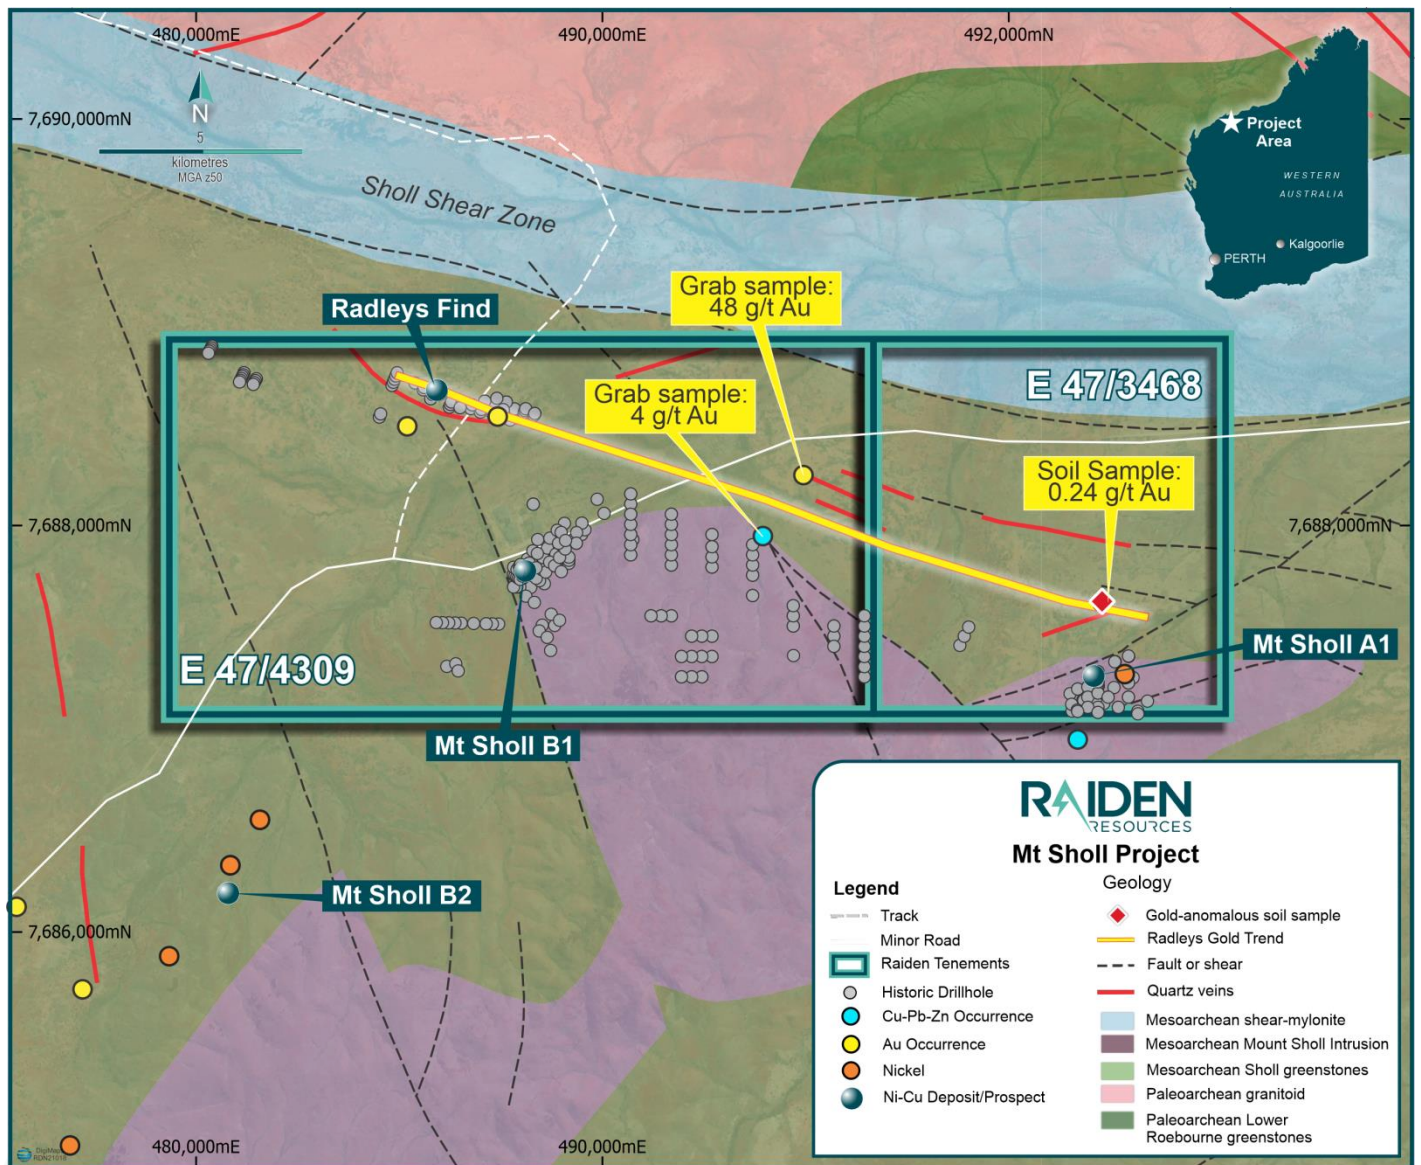 480,000mE
490,000mE
492,000mN
7,690,000mN
N
5
kilometres
MGA z50
Sholl Shear Zone
Project
Area
WESTERN
AUSTRALIA
Kalgoorlie
PERTH
Radleys Find
Grab sample:
48 g/t Au
Grab sample:
4 g/t Au
E 47/3468
Soil Sample:
0.24 g/t Au
7,688,000mN
7,688,000mN
E 47/4309
Mt Sholl A1
Mt Sholl B1
Mt Sholl B2
7,686,000mN
480,000mE
490,000mE
RAIDEN
RESOURCES
Mt Sholl Project
Legend
Track
Minor Road
Raiden Tenements
Historic Drillhole
Cu-Pb-Zn Occurrence
Au Occurrence
Nickel
Ni-Cu Deposit/Prospect
Geology
Gold-anomalous soil sample
Radleys Gold Trend
Fault or shear
Quartz veins
Mesoarchean shear-mylonite
Mesoarchean Mount Sholl Intrusion
Mesoarchean Sholl greenstones
Paleoarchean granitoid
Paleoarchean Lower
Roebourne greenstones